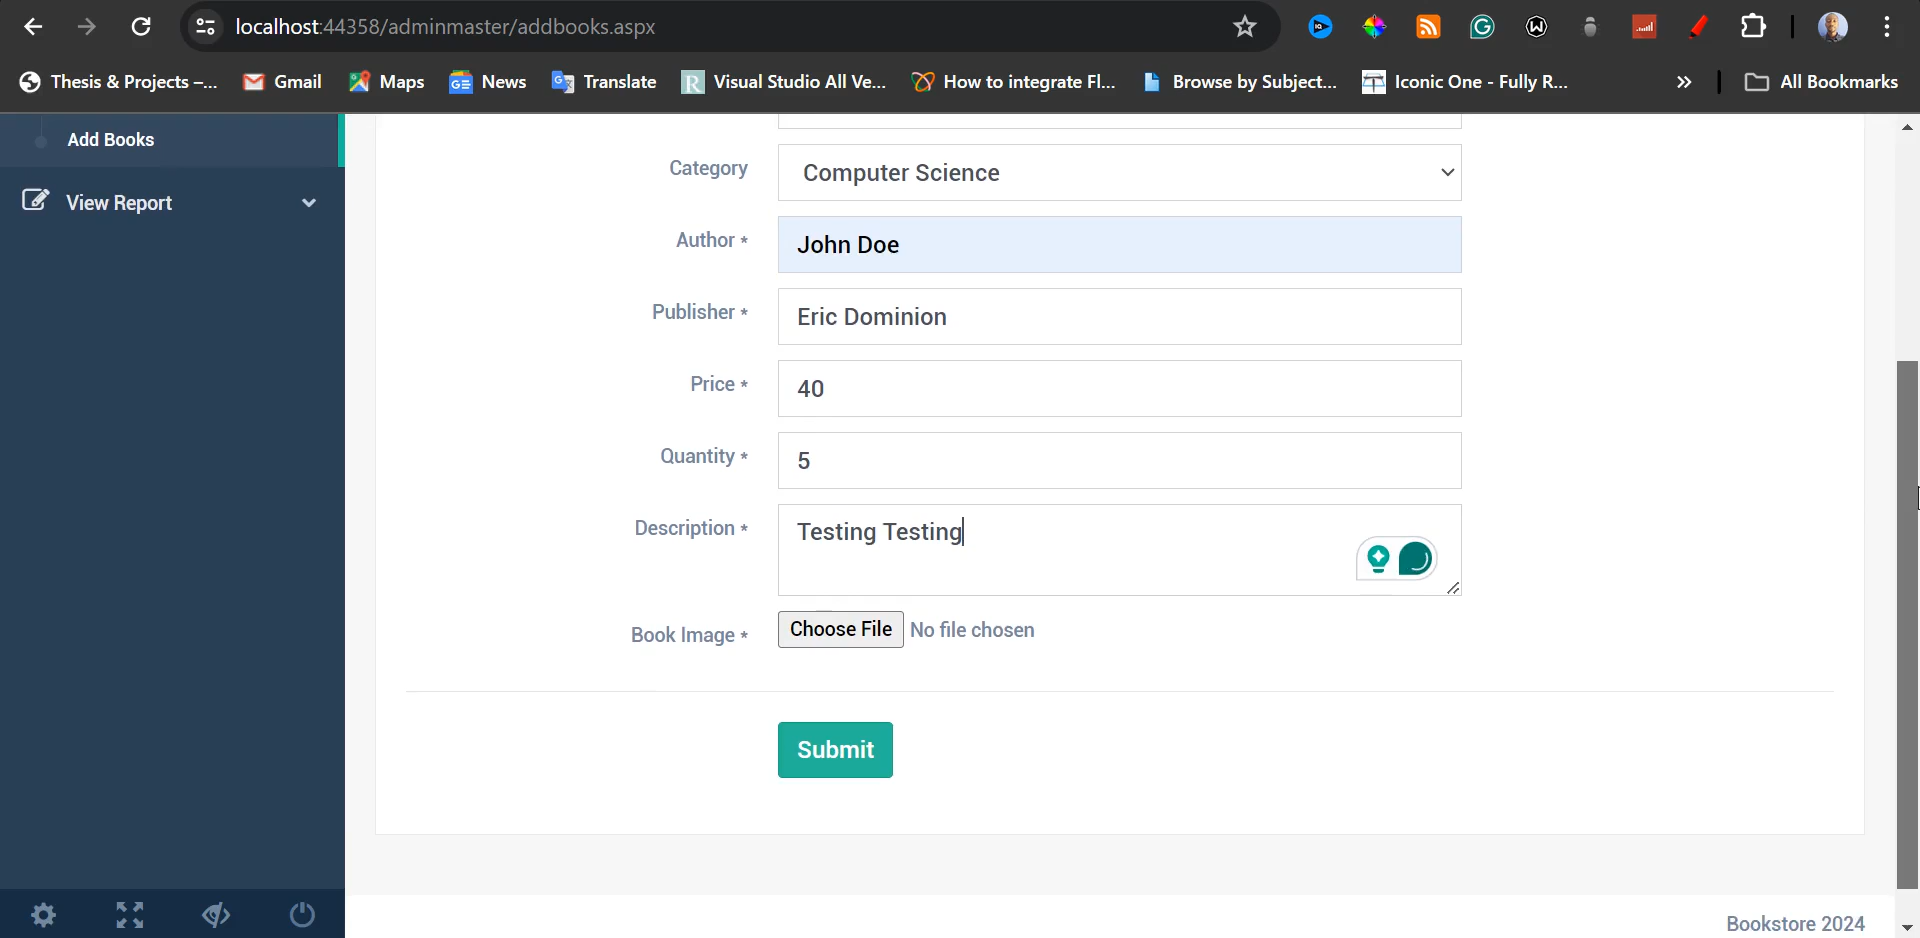 localhost:44358/adminmaster/addbooks.aspx
Thesis & Projects –... Gmail Maps News Translate Visual Studio All Ve... How to integrate Fl... Browse by Subject... Iconic One - Fully R... » All Bookmarks
Add Books
View Report
Category Computer Science
Author * John Doe
Publisher * Eric Dominion
Price * 40
Quantity * 5
Description * Testing Testing
Book Image * Choose File No file chosen
Submit
Bookstore 2024